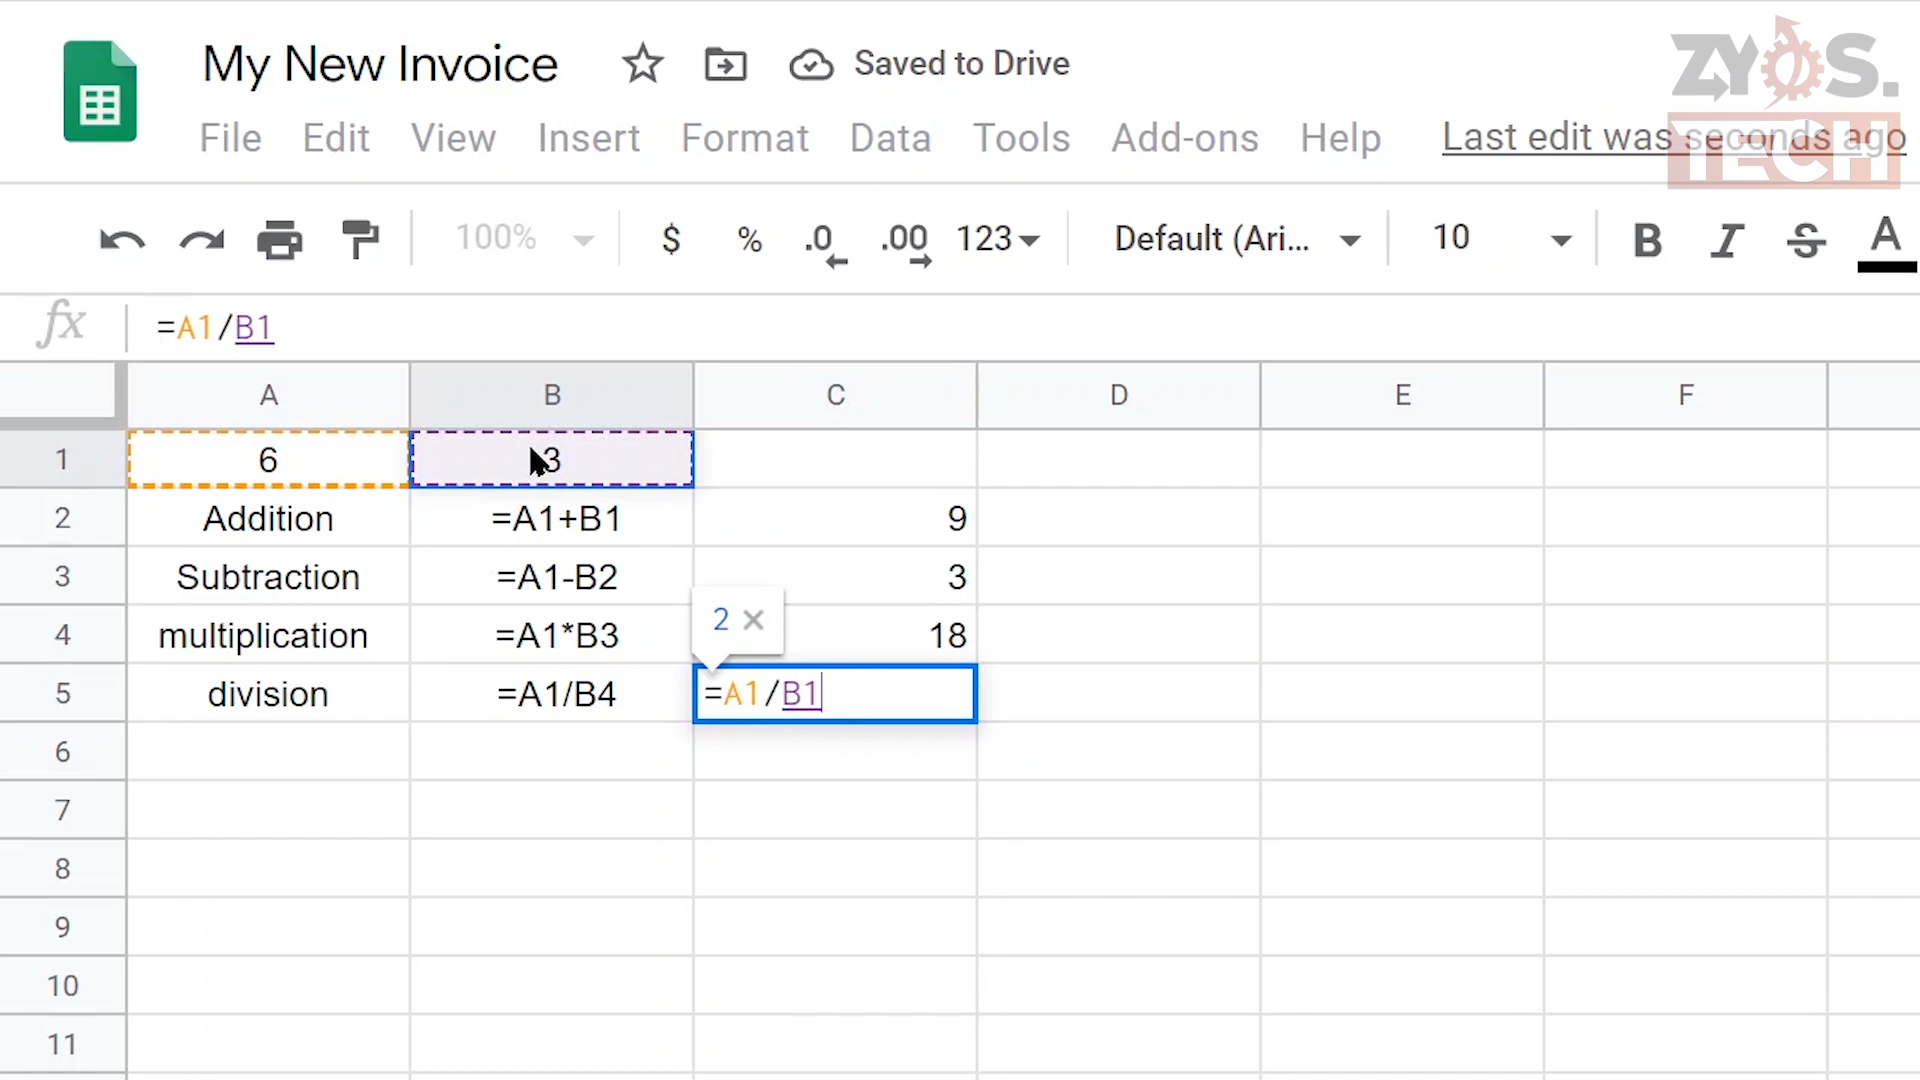 My New Invoice Saved to Drive
ZYOS.
TECH
File Edit View Insert Format Data Tools Add-ons Help Last edit was seconds ago
100% $ % .0 .00 123 Default (Ari... 10 B I S A
fx =A1/B1
A B C D E F
1 6 3
2 Addition =A1+B1 9
3 Subtraction =A1-B2 3
2 ×
4 multiplication =A1*B3 18
5 division =A1/B4 =A1/B1
6
7
8
9
10
11